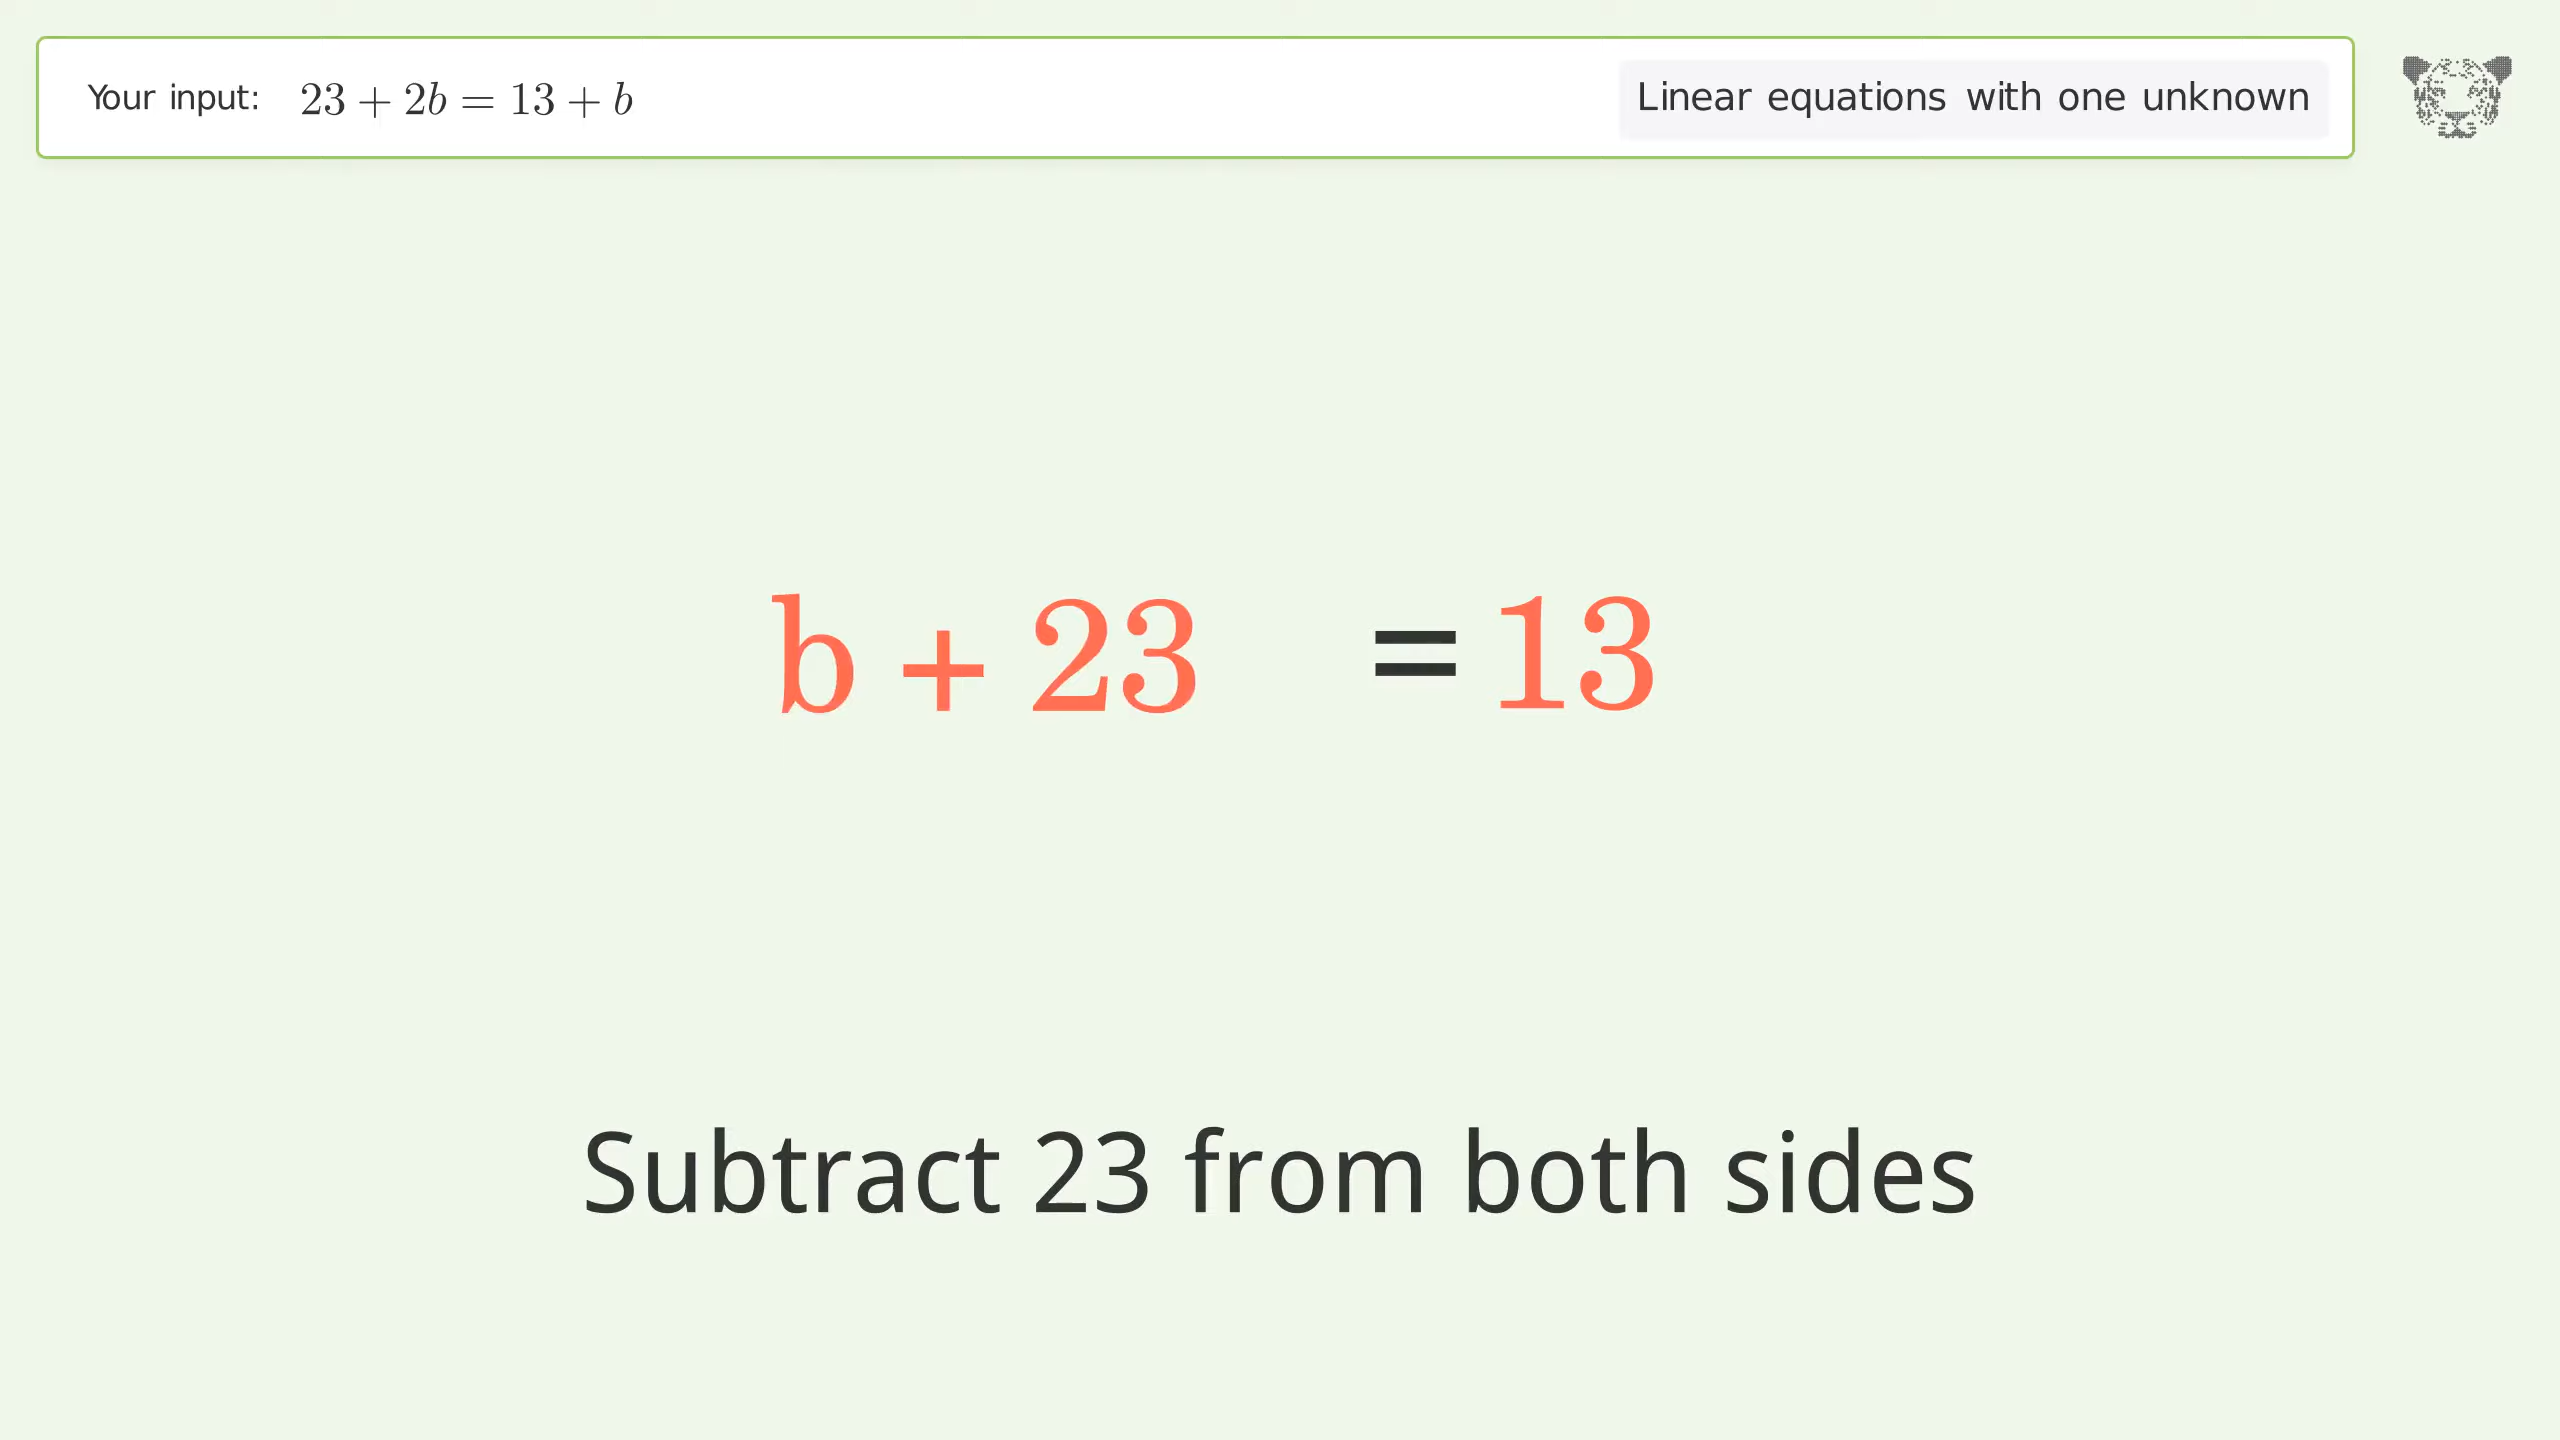 Your input: 23 + 2b = 13 + b
Linear equations with one unknown
b + 23 = 13
Subtract 23 from both sides